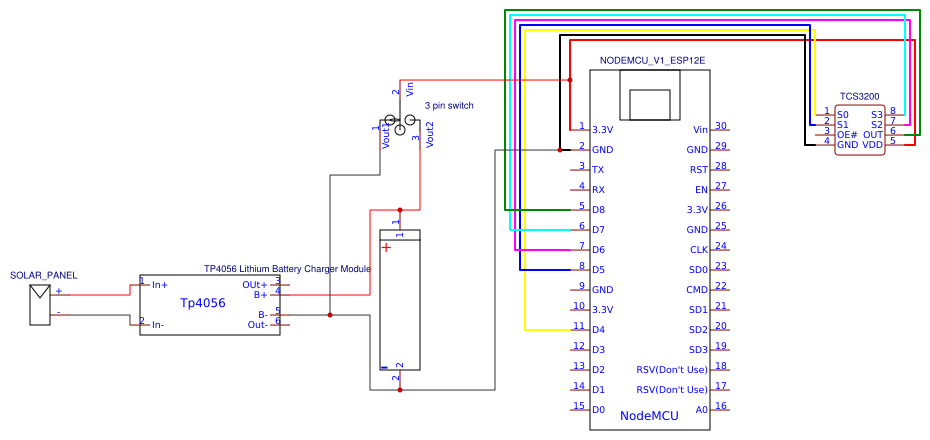 NODEMCU_V1_ESP12E
3 pin switch
2
Vin
1
Vout1
3
Vout2
TCS3200
1 S0 S3 8
2 S1 S2 7
3 OE# OUT 6
4 GND VDD 5
1 3.3V Vin 30
2 GND GND 29
3 TX RST 28
4 RX EN 27
5 D8 3.3V 26
6 D7 GND 25
7 D6 CLK 24
8 D5 SD0 23
9 GND CMD 22
10 3.3V SD1 21
11 D4 SD2 20
12 D3 SD3 19
13 D2 RSV(Don't Use) 18
14 D1 RSV(Don't Use) 17
15 D0 A0 16
NodeMCU
SOLAR_PANEL
+
-
TP4056 Lithium Battery Charger Module
1 In+ OUt+ 3
B+ 4
Tp4056
B- 5
2 In- Out- 6
1
1
+
-
2
2